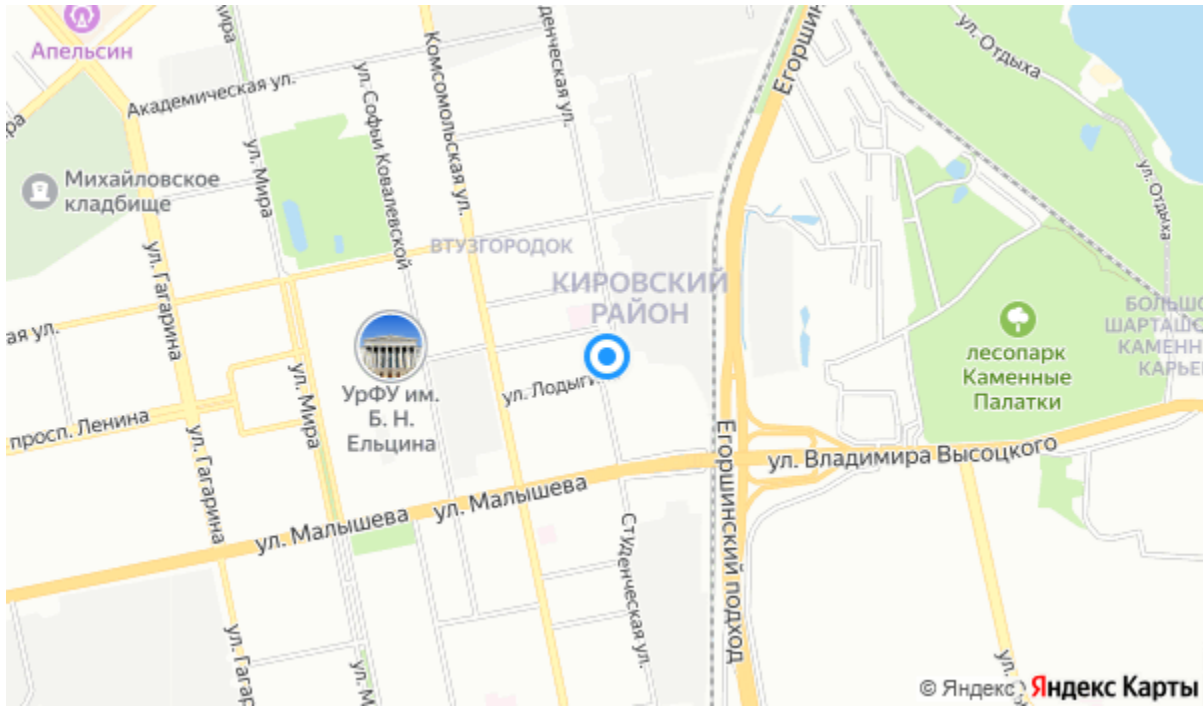 Апельсин
Академическая ул.
Мира
ул. Мира
ул. Софьи Ковалевской
Комсомольская ул.
ул. Отдыха
ул. Отдыха
Михайловское
кладбище
ул. Гагарина
ВТУЗГОРОДОК
КИРОВСКИЙ
РАЙОН
лесопарк
Каменные
Палатки
УрФУ им.
Б. Н.
Ельцина
ул. Мира
просп. Ленина
ул. Гагарина
ул. Малышева
ул. Малышева
ул. Владимира Высоцкого
Егоршинский подход
Студенческая ул.
© Яндекс Яндекс Карты